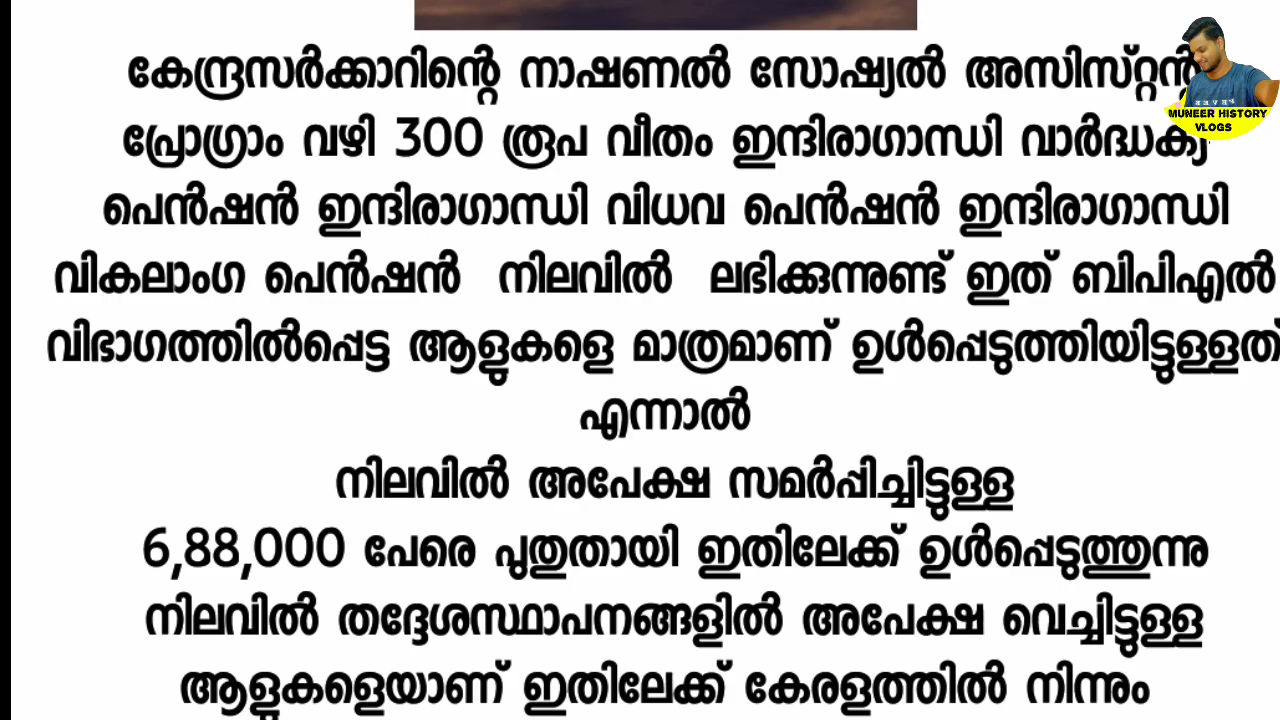 കേന്ദ്രസർക്കാറിന്റെ നാഷണൽ സോഷ്യൽ അസിസ്റ്റന്റ്
പ്രോഗ്രാം വഴി 300 രൂപ വീതം ഇന്ദിരാഗാന്ധി വാർദ്ധക്യ
പെൻഷൻ ഇന്ദിരാഗാന്ധി വിധവ പെൻഷൻ ഇന്ദിരാഗാന്ധി
വികലാംഗ പെൻഷൻ നിലവിൽ ലഭിക്കുന്നുണ്ട് ഇത് ബിപിഎൽ
വിഭാഗത്തിൽപ്പെട്ട ആളുകളെ മാത്രമാണ് ഉൾപ്പെടുത്തിയിട്ടുള്ളത്
എന്നാൽ
നിലവിൽ അപേക്ഷ സമർപ്പിച്ചിട്ടുള്ള
6,88,000 പേരെ പുതുതായി ഇതിലേക്ക് ഉൾപ്പെടുത്തുന്നു
നിലവിൽ തദ്ദേശസ്ഥാപനങ്ങളിൽ അപേക്ഷ വെച്ചിട്ടുള്ള
ആളുകളെയാണ് ഇതിലേക്ക് കേരളത്തിൽ നിന്നും
MUNEER HISTORY
VLOGS